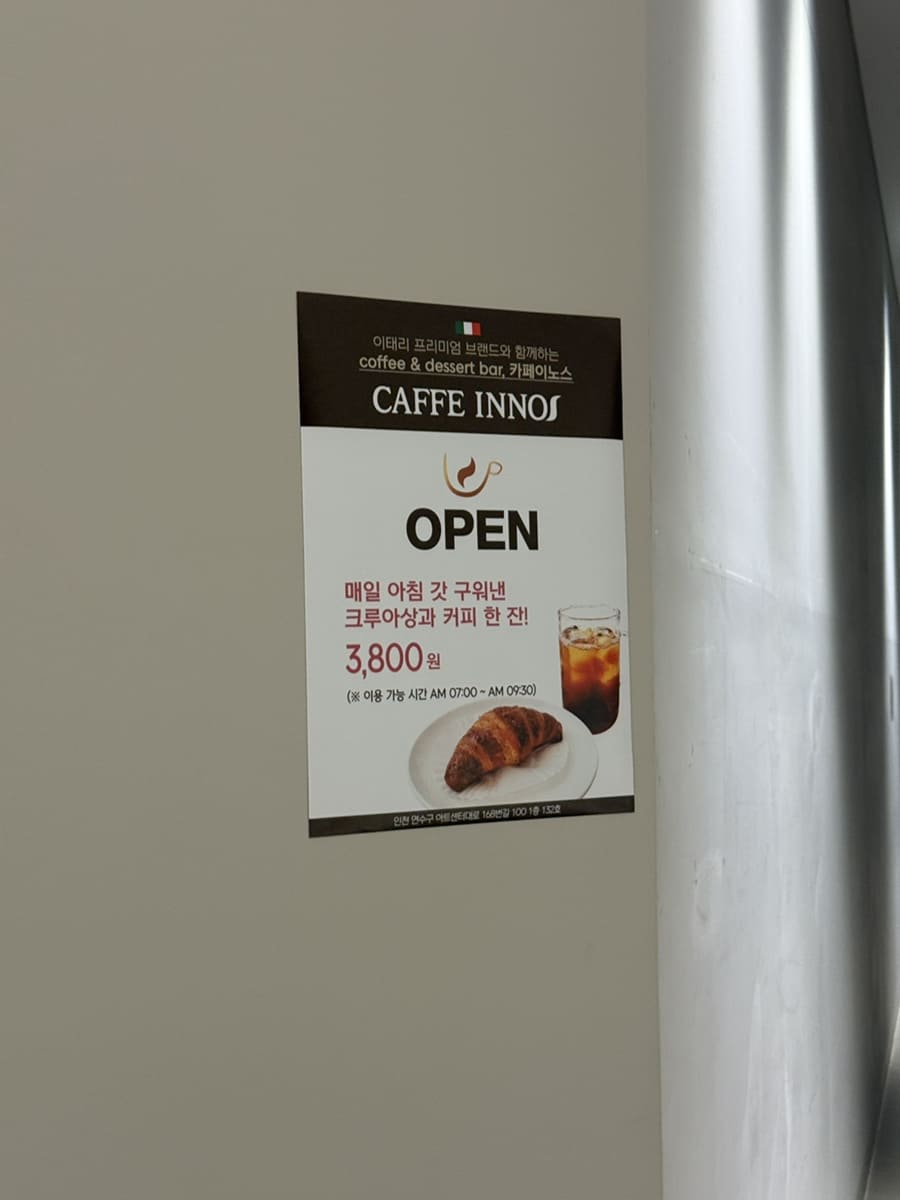 이태리 프리미엄 브랜드와 함께하는
coffee & dessert bar, 카페이노스
CAFFE INNOS
OPEN
매일 아침 갓 구워낸
크루아상과 커피 한 잔!
3,800원
(※ 이용 가능 시간 AM 07:00 ~ AM 09:30)
인천 연수구 아트센터대로 168번길 100 1층 132호